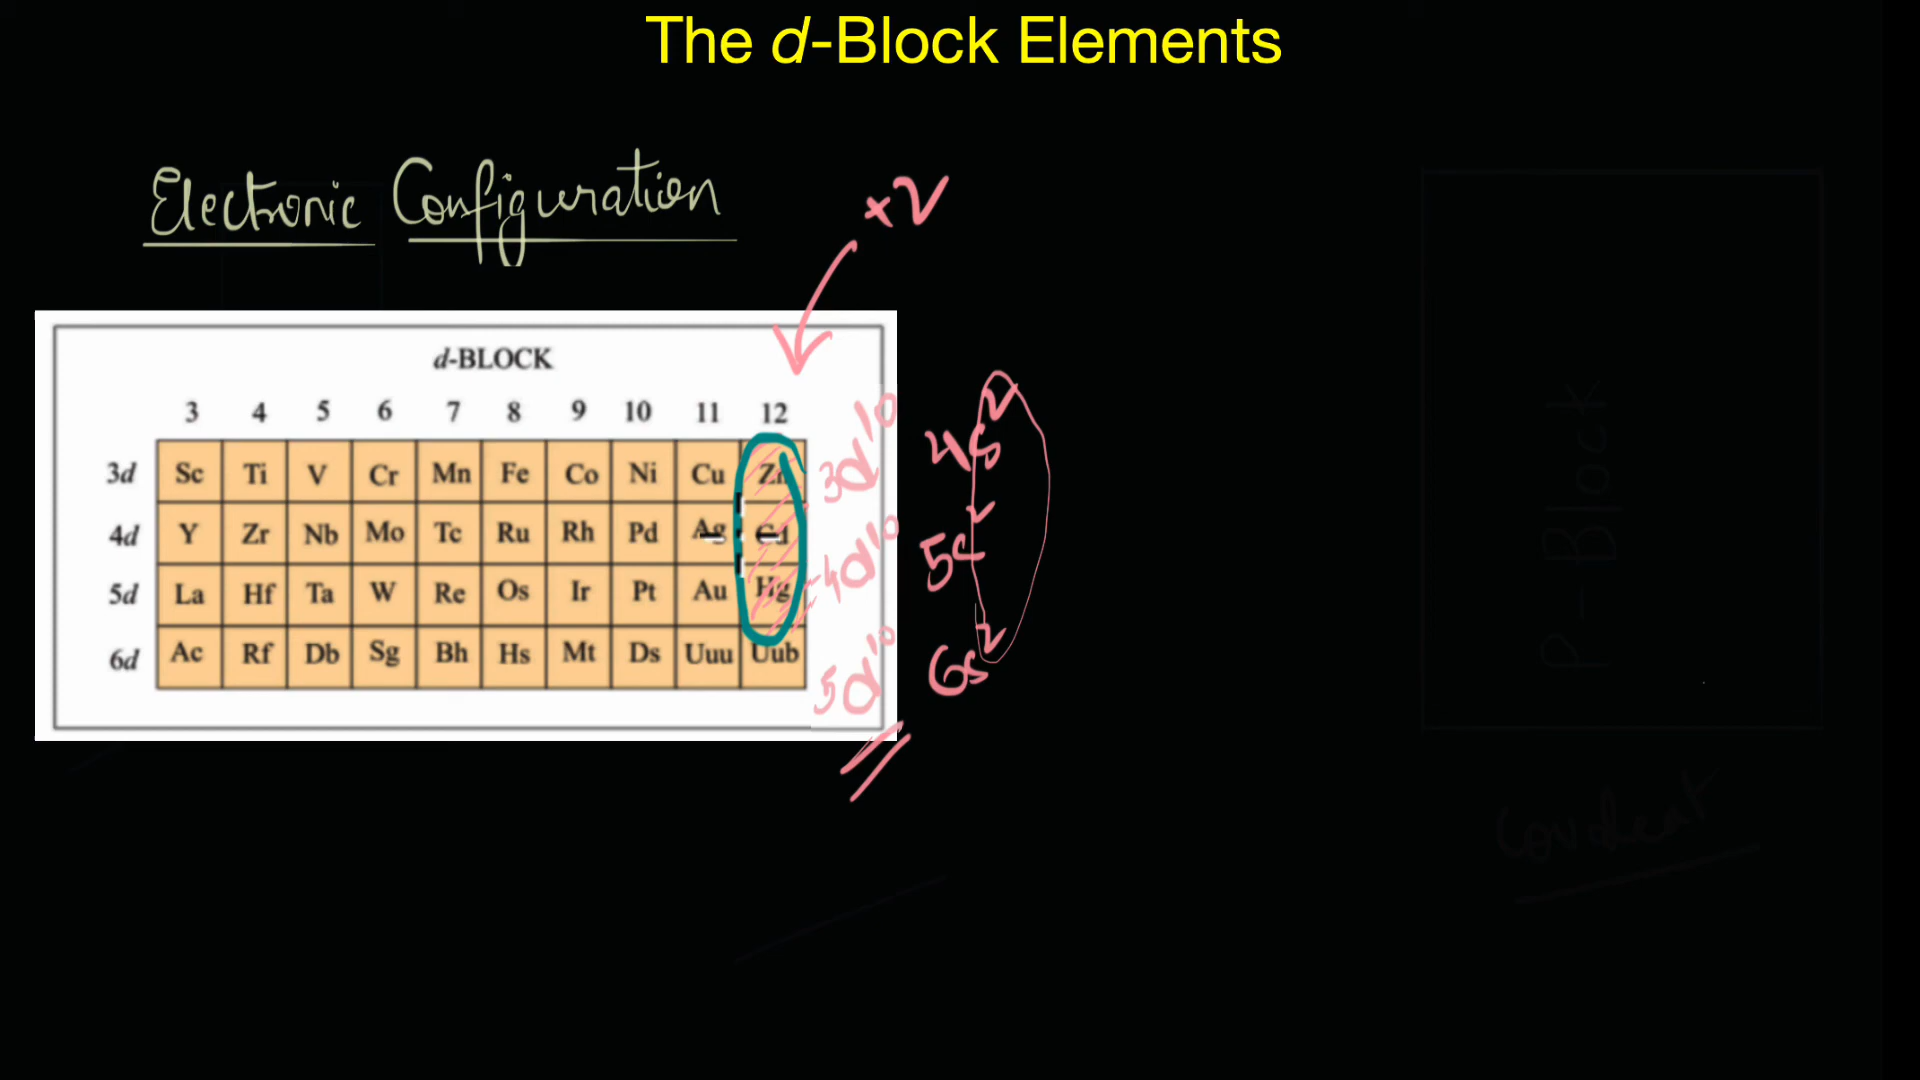 The d-Block Elements
Electronic Configuration
+2
d-BLOCK
3 4 5 6 7 8 9 10 11 12
3d Sc Ti V Cr Mn Fe Co Ni Cu Zn 3d¹⁰ 4s²
4d Y Zr Nb Mo Tc Ru Rh Pd Ag Cd 4d¹⁰ 5s²
5d La Hf Ta W Re Os Ir Pt Au Hg
6d Ac Rf Db Sg Bh Hs Mt Ds Uuu Uub 5d¹⁰ 6s²
P-Block